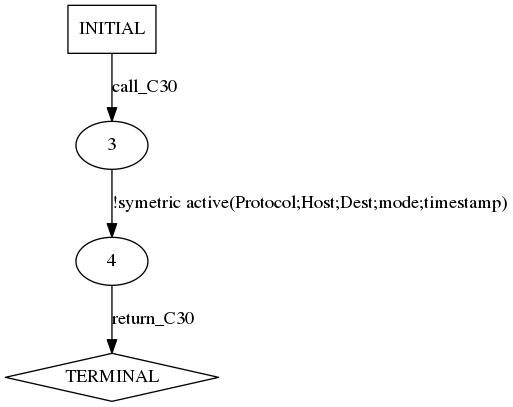 INITIAL
call_C30
3
!symetric active(Protocol;Host;Dest;mode;timestamp)
4
return_C30
TERMINAL